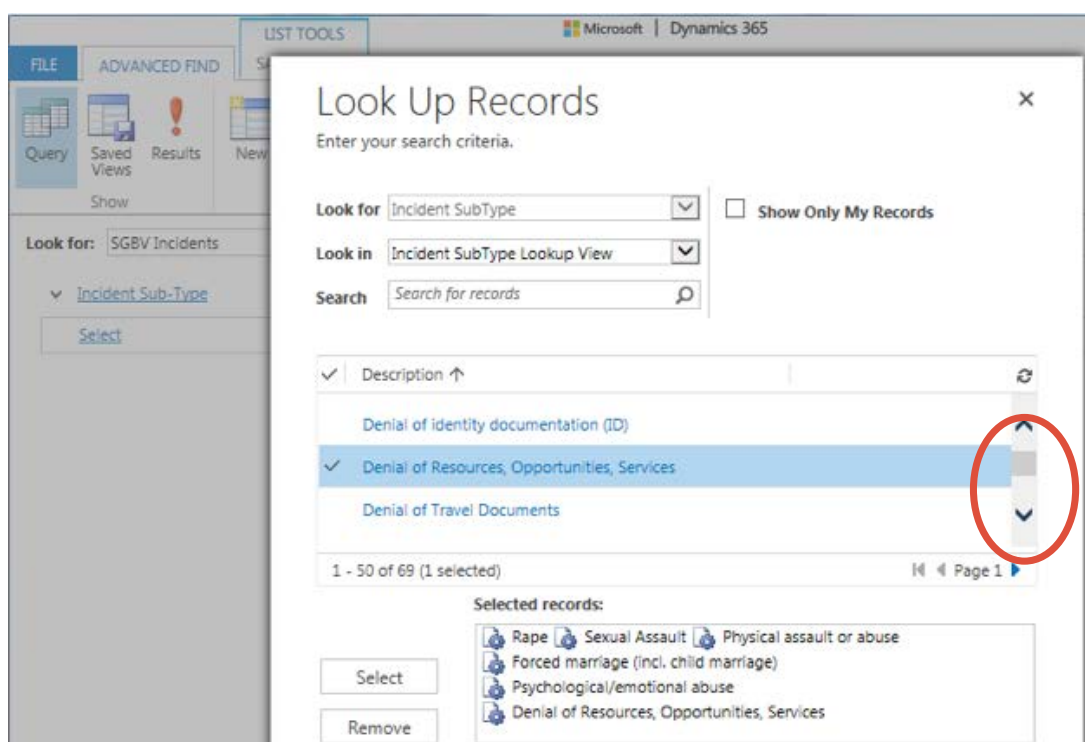 LIST TOOLS
Microsoft | Dynamics 365
FILE ADVANCED FIND
Query Saved Views Results New
Show
Look for: SGBV Incidents
Incident Sub-Type
Select
Look Up Records
Enter your search criteria.
Look for Incident SubType
Show Only My Records
Look in Incident SubType Lookup View
Search Search for records
Description
Denial of identity documentation (ID)
Denial of Resources, Opportunities, Services
Denial of Travel Documents
1 - 50 of 69 (1 selected) Page 1
Selected records:
Rape Sexual Assault Physical assault or abuse
Forced marriage (incl. child marriage)
Psychological/emotional abuse
Denial of Resources, Opportunities, Services
Select
Remove